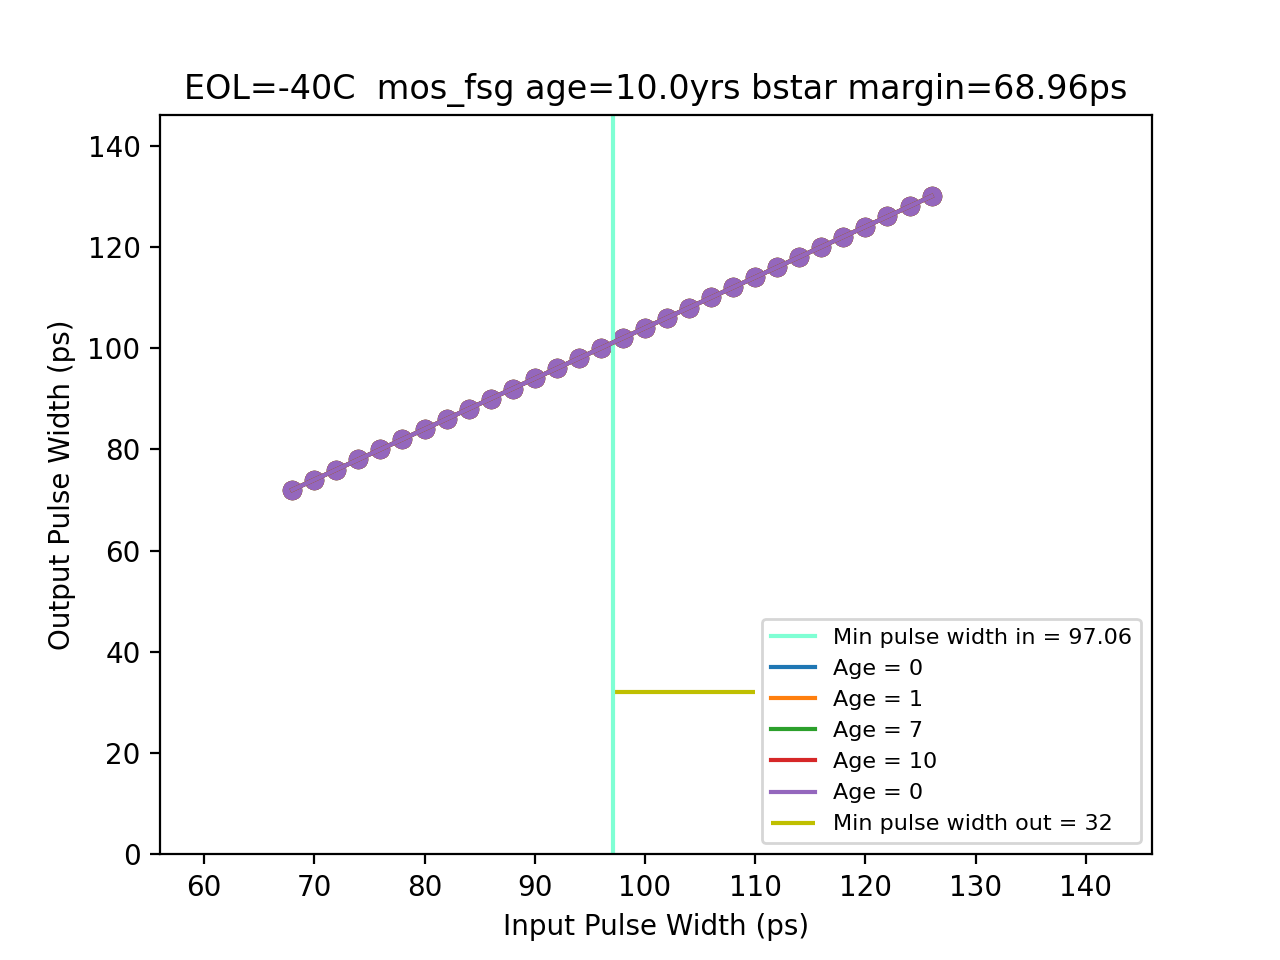 EOL=-40C  mos_fsg age=10.0yrs bstar margin=68.96ps
140
120
100
80
60
40
20
0
Output Pulse Width (ps)
Min pulse width in = 97.06
Age = 0
Age = 1
Age = 7
Age = 10
Age = 0
Min pulse width out = 32
60 70 80 90 100 110 120 130 140
Input Pulse Width (ps)